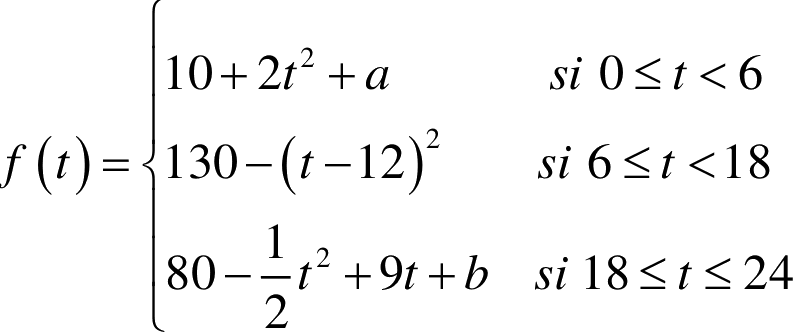 10 + 2t² + a si 0 ≤ t < 6
f(t) = { 130 − (t − 12)² si 6 ≤ t < 18
80 − 1/2 t² + 9t + b si 18 ≤ t ≤ 24